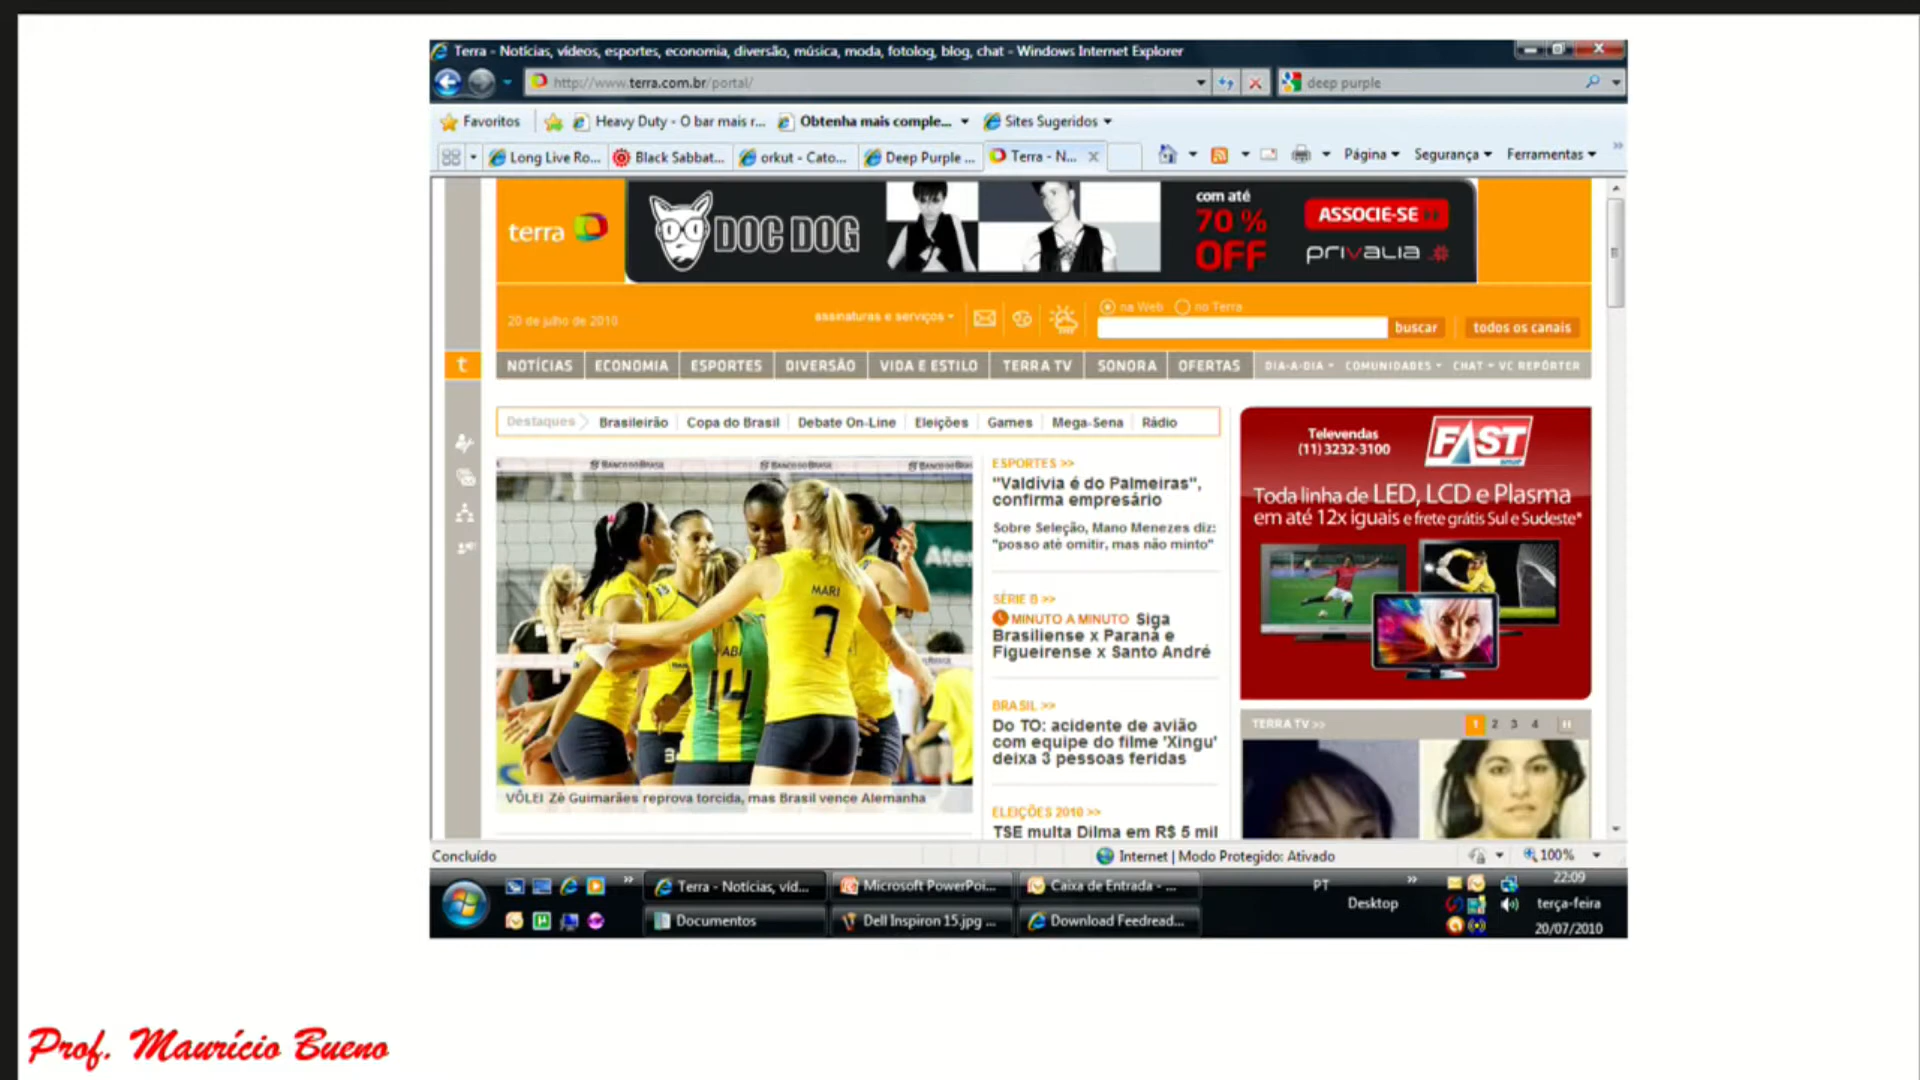 Terra - Notícias, vídeos, esportes, economia, diversão, música, moda, fotolog, blog, chat - Windows Internet Explorer
http://www.terra.com.br/portal/
deep purple
Favoritos
Heavy Duty - O bar mais r...
Obtenha mais comple...
Sites Sugeridos
Long Live Ro...
Black Sabbat...
orkut - Cato...
Deep Purple ...
Terra - N...
Página
Segurança
Ferramentas
terra
DOC DOG
com até
70 %
OFF
ASSOCIE-SE
privalia
20 de julho de 2010
assinaturas e serviços
na Web
no Terra
buscar
todos os canais
t
NOTÍCIAS
ECONOMIA
ESPORTES
DIVERSÃO
VIDA E ESTILO
TERRA TV
SONORA
OFERTAS
DIA-A-DIA
COMUNIDADES
CHAT
VC REPÓRTER
Destaques
Brasileirão
Copa do Brasil
Debate On-Line
Eleições
Games
Mega-Sena
Rádio
BANCO DO BRASIL
BANCO DO BRASIL
MARI
7
14
VÔLEI Zé Guimarães reprova torcida, mas Brasil vence Alemanha
ESPORTES >>
"Valdívia é do Palmeiras",
confirma empresário
Sobre Seleção, Mano Menezes diz:
"posso até omitir, mas não minto"
SÉRIE B >>
MINUTO A MINUTO Siga
Brasiliense x Paraná e
Figueirense x Santo André
BRASIL >>
Do TO: acidente de avião
com equipe do filme 'Xingu'
deixa 3 pessoas feridas
ELEIÇÕES 2010 >>
TSE multa Dilma em R$ 5 mil
Televendas
(11) 3232-3100
FAST
Toda linha de LED, LCD e Plasma
em até 12x iguais e frete grátis Sul e Sudeste*
TERRA TV >>
1 2 3 4
Concluído
Internet | Modo Protegido: Ativado
100%
Terra - Notícias, víd...
Microsoft PowerPoi...
Caixa de Entrada - ...
PT
22:09
Documentos
Dell Inspiron 15.jpg ...
Download Feedread...
Desktop
terça-feira
20/07/2010
Prof. Maurício Bueno